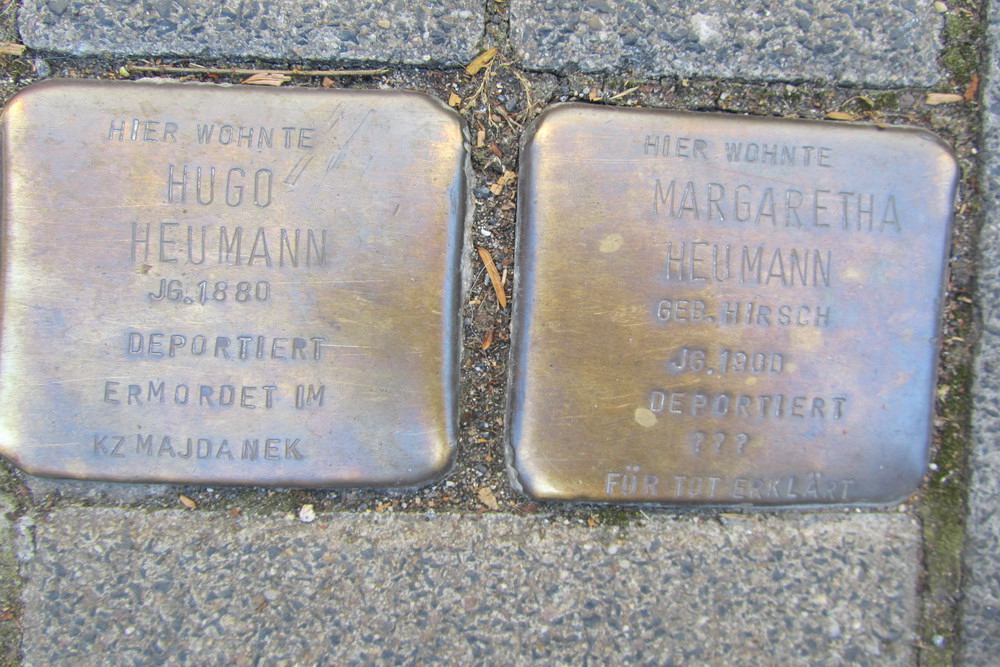 HIER WOHNTE
HUGO
HEUMANN
JG. 1880
DEPORTIERT
ERMORDET IM
KZ MAJDANEK
HIER WOHNTE
MARGARETHA
HEUMANN
GEB. HIRSCH
JG. 1900
DEPORTIERT
???
FÜR TOT ERKLÄRT